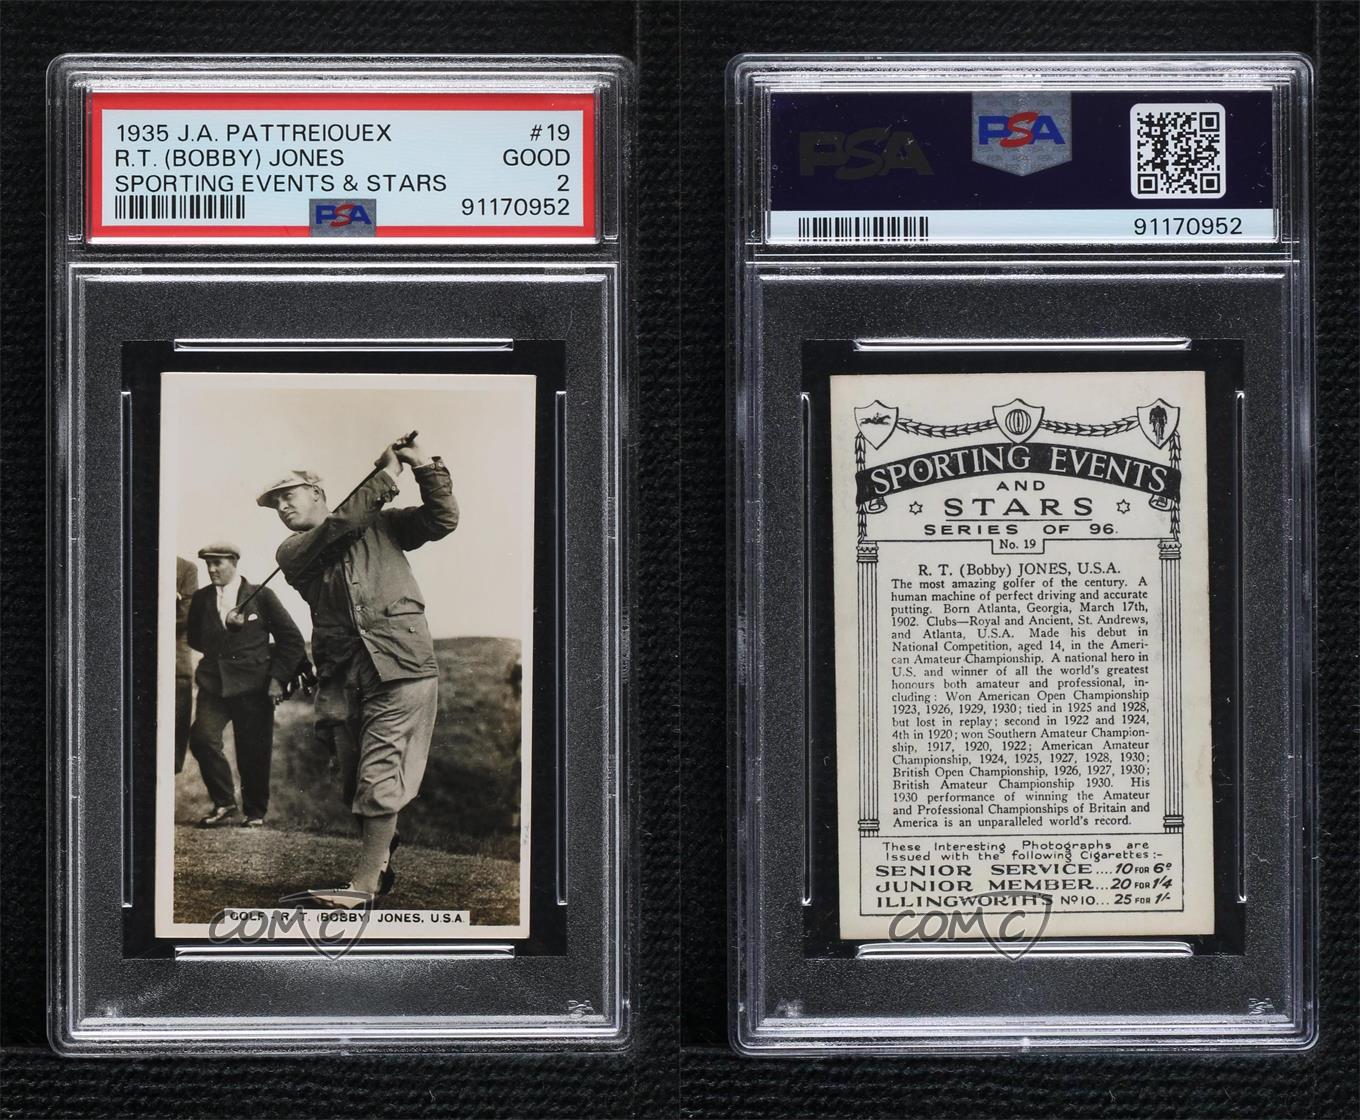 1935 J.A. PATTREIOUEX #19
R.T. (BOBBY) JONES GOOD
SPORTING EVENTS & STARS 2
91170952
PSA
GOLF - R. T. (BOBBY) JONES, U.S.A.
COMC
PSA PSA
91170952
SPORTING EVENTS
AND
STARS
SERIES OF 96.
No. 19
R. T. (Bobby) JONES, U.S.A.
The most amazing golfer of the century. A
human machine of perfect driving and accurate
putting. Born Atlanta, Georgia, March 17th,
1902. Clubs—Royal and Ancient, St. Andrews,
and Atlanta, U.S.A. Made his debut in
National Competition, aged 14, in the Ameri-
can Amateur Championship. A national hero in
U.S. and winner of all the world's greatest
honours both amateur and professional, in-
cluding: Won American Open Championship
1923, 1926, 1929, 1930; tied in 1925 and 1928,
but lost in replay; second in 1922 and 1924,
4th in 1920; won Southern Amateur Champion-
ship, 1917, 1920, 1922; American Amateur
Championship, 1924, 1925, 1927, 1928, 1930;
British Open Championship, 1926, 1927, 1930;
British Amateur Championship 1930. His
1930 performance of winning the Amateur
and Professional Championships of Britain and
America is an unparalleled world's record.
These Interesting Photographs are
Issued with the following Cigarettes:-
SENIOR SERVICE.... 10 FOR 6ᴰ
JUNIOR MEMBER... 20 FOR 1/4
ILLINGWORTH'S Nº 10... 25 FOR 1/-
COMC